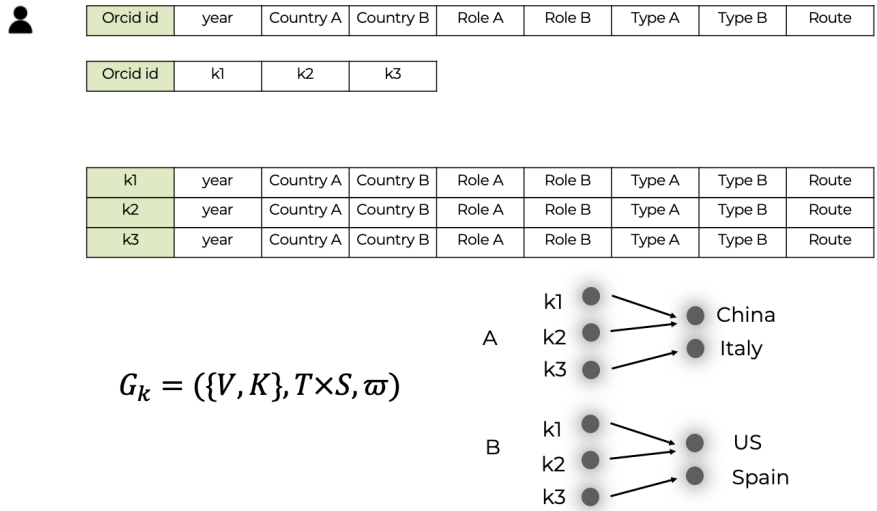 Orcid id year Country A Country B Role A Role B Type A Type B Route
Orcid id k1 k2 k3
k1 year Country A Country B Role A Role B Type A Type B Route
k2 year Country A Country B Role A Role B Type A Type B Route
k3 year Country A Country B Role A Role B Type A Type B Route
G_k = ({V, K}, T×S, ϖ)
A
k1
k2
k3
China
Italy
B
k1
k2
k3
US
Spain